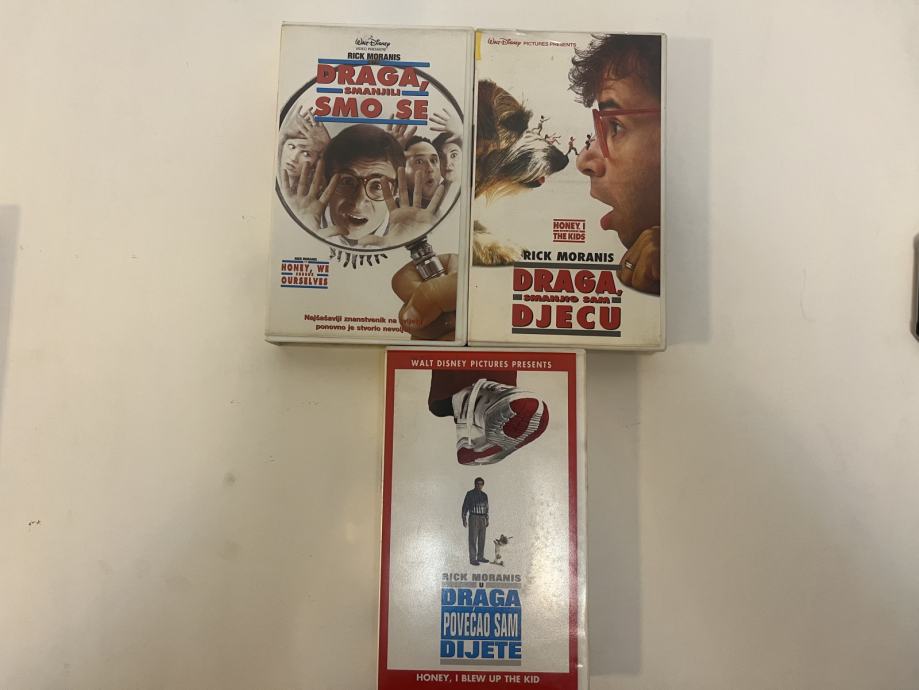 Walt Disney
VIDEO PREMIERE
RICK MORANIS
DRAGA,
SMANJILI
SMO SE
HONEY, WE
OURSELVES
Najšašaviji znanstvenik na
ponovno je stvorio
Walt Disney PICTURES PRESENTS
HONEY, I
THE KIDS
RICK MORANIS
DRAGA,
SMANJIO SAM
DJECU
WALT DISNEY PICTURES PRESENTS
RICK MORANIS
U
DRAGA
POVEĆAO SAM
DIJETE
HONEY, I BLEW UP THE KID